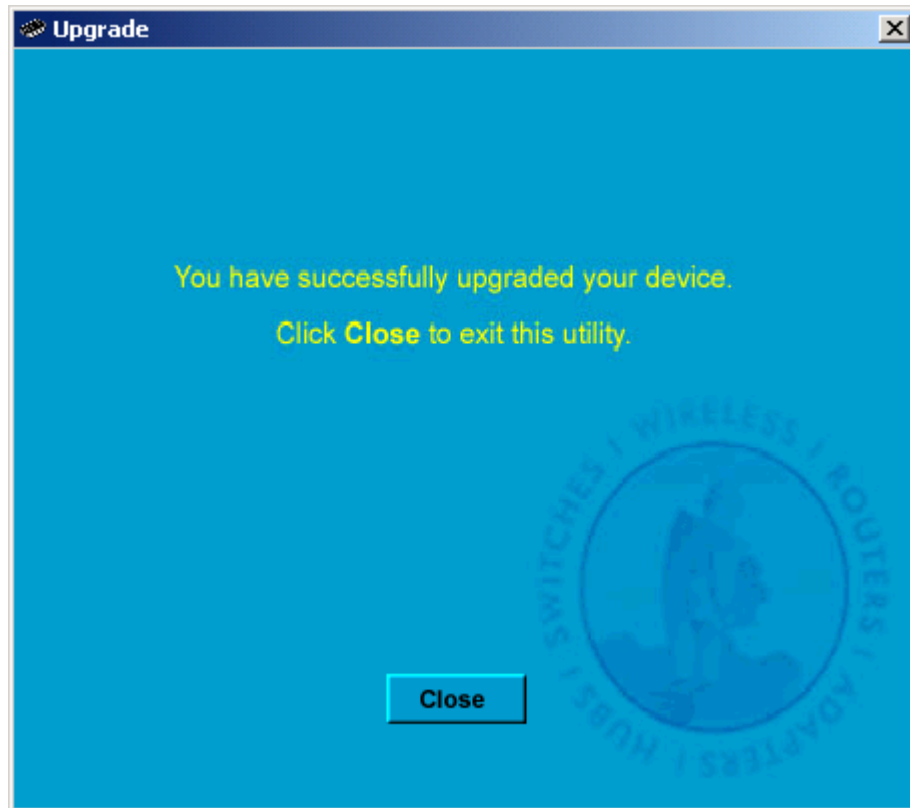 Upgrade
You have successfully upgraded your device.
Click Close to exit this utility.
SWITCHES / WIRELESS / ROUTERS / ADAPTERS / HUBS /
Close